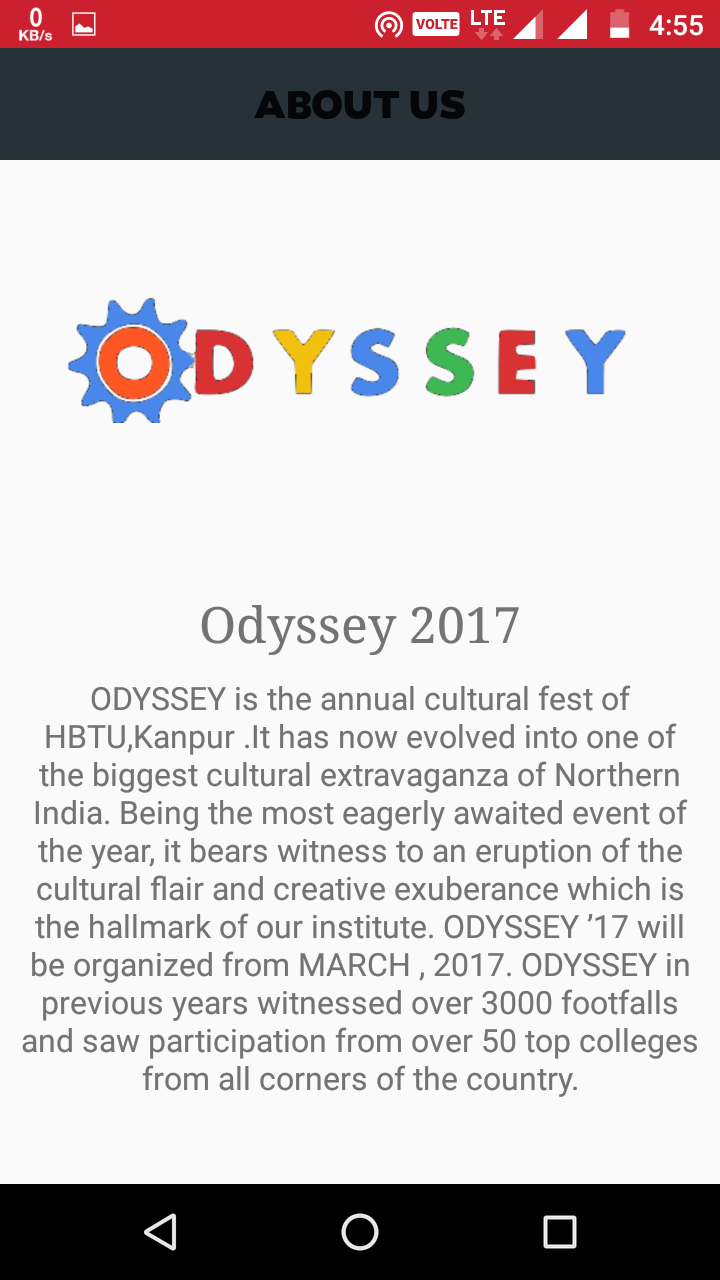 0
KB/s
VOLTE
LTE
4:55
ABOUT US
ODYSSEY
Odyssey 2017
ODYSSEY is the annual cultural fest of
HBTU,Kanpur .It has now evolved into one of
the biggest cultural extravaganza of Northern
India. Being the most eagerly awaited event of
the year, it bears witness to an eruption of the
cultural flair and creative exuberance which is
the hallmark of our institute. ODYSSEY ’17 will
be organized from MARCH , 2017. ODYSSEY in
previous years witnessed over 3000 footfalls
and saw participation from over 50 top colleges
from all corners of the country.